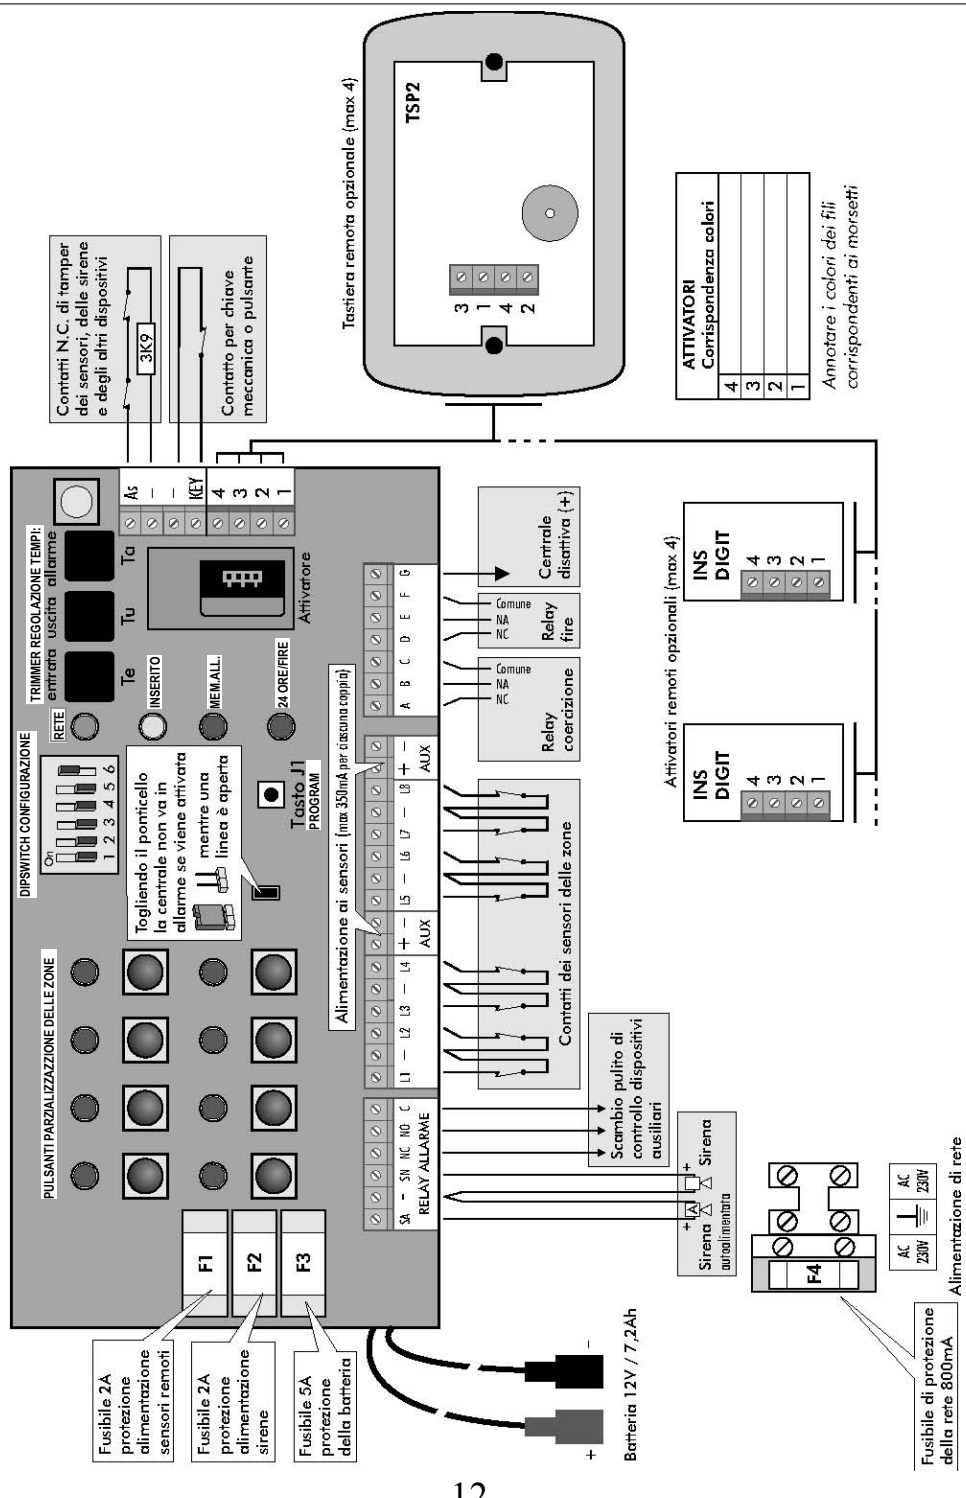 Contatti N.C. di tamper
dei sensori, delle sirene
e degli altri dispositivi
3K9
Contatto per chiave
meccanica o pulsante
Tastiera remota opzionale (max 4)
TSP2
3
1
4
2
ATTIVATORI
Corrispondenza colori
4
3
2
1
Annotare i colori dei fili
corrispondenti ai morsetti
TRIMMER REGOLAZIONE TEMPI:
entrata uscita allarme
Te
Tu
Ta
As
–
–
KEY
4
3
2
1
Attivatore
RETE
INSERITO
MEM.ALL.
24 ORE/FIRE
DIPSWITCH CONFIGURAZIONE
On
1 2 3 4 5 6
Togliendo il ponticello
la centrale non va in
allarme se viene attivata
mentre una
linea è aperta
Tasto J1
PROGRAM
PULSANTI PARZIALIZZAZZIONE DELLE ZONE
Alimentazione ai sensori (max 350mA per ciascuna coppia)
F1
F2
F3
SA – SN NC NO C
RELAY ALLARME
L1 – L2 L3 – L4
+ –
AUX
L5 – L6 L7 – L8
+ –
AUX
A B C D E F G
Fusibile 2A
protezione
alimentazione
sensori remoti
Fusibile 2A
protezione
alimentazione
sirene
Fusibile 5A
protezione
della batteria
Contatti dei sensori delle zone
Comune
NA
NC
Relay
coercizione
Comune
NA
NC
Relay
fire
Centrale
disattiva (+)
Scambio pulito di
controllo dispositivi
ausiliari
+
A
Sirena
autoalimentata
+
Sirena
+
–
Batteria 12V / 7,2Ah
Attivatori remoti opzionali (max 4)
INS
DIGIT
4
3
2
1
INS
DIGIT
4
3
2
1
F4
AC
230V
AC
230V
Alimentazione di rete
Fusibile di protezione
della rete 800mA
12